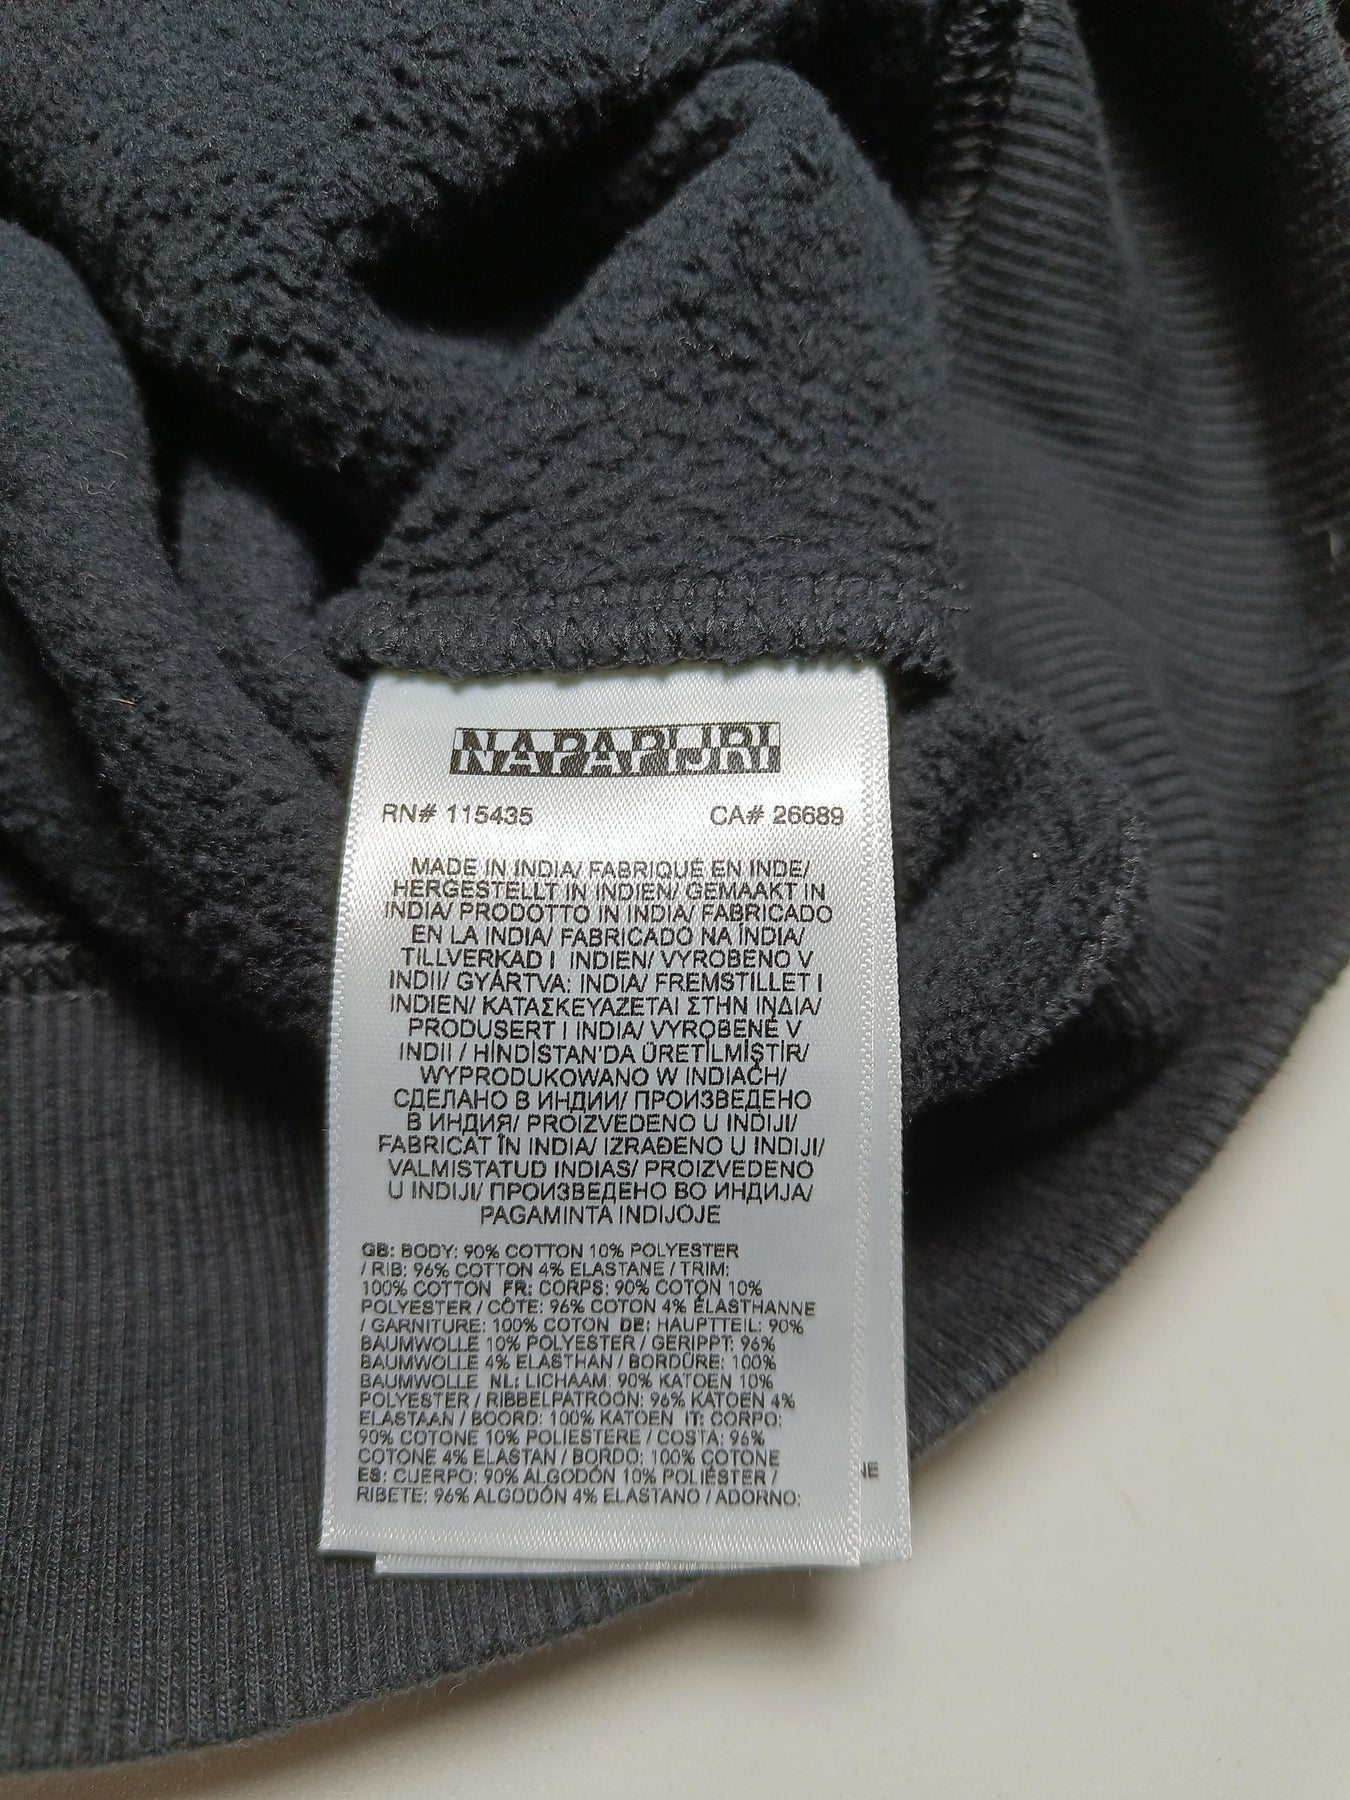 NAPAPIJRI
RN# 115435 CA# 26689
MADE IN INDIA/ FABRIQUÉ EN INDE/
HERGESTELLT IN INDIEN/ GEMAAKT IN
INDIA/ PRODOTTO IN INDIA/ FABRICADO
EN LA INDIA/ FABRICADO NA ÍNDIA/
TILLVERKAD I INDIEN/ VYROBENO V
INDII/ GYÁRTVA: INDIA/ FREMSTILLET I
INDIEN/ ΚΑΤΑΣΚΕΥΑΖΕΤΑΙ ΣΤΗΝ ΙΝΔΙΑ/
PRODUSERT I INDIA/ VYROBENÉ V
INDII / HİNDİSTAN'DA ÜRETİLMİŞTİR/
WYPRODUKOWANO W INDIACH/
СДЕЛАНО В ИНДИИ/ ПРОИЗВЕДЕНО
В ИНДИЯ/ PROIZVEDENO U INDIJI/
FABRICAT ÎN INDIA/ IZRAĐENO U INDIJI/
VALMISTATUD INDIAS/ PROIZVEDENO
U INDIJI/ ПРОИЗВЕДЕНО ВО ИНДИЈА/
PAGAMINTA INDIJOJE
GB: BODY: 90% COTTON 10% POLYESTER
/ RIB: 96% COTTON 4% ELASTANE / TRIM:
100% COTTON FR: CORPS: 90% COTON 10%
POLYESTER / CÔTE: 96% COTON 4% ÉLASTHANNE
/ GARNITURE: 100% COTON DE: HAUPTTEIL: 90%
BAUMWOLLE 10% POLYESTER / GERIPPT: 96%
BAUMWOLLE 4% ELASTHAN / BORDÜRE: 100%
BAUMWOLLE NL: LICHAAM: 90% KATOEN 10%
POLYESTER / RIBBELPATROON: 96% KATOEN 4%
ELASTAAN / BOORD: 100% KATOEN IT: CORPO:
90% COTONE 10% POLIESTERE / COSTA: 96%
COTONE 4% ELASTAN / BORDO: 100% COTONE
ES: CUERPO: 90% ALGODÓN 10% POLIÉSTER /
RIBETE: 96% ALGODÓN 4% ELASTANO / ADORNO: